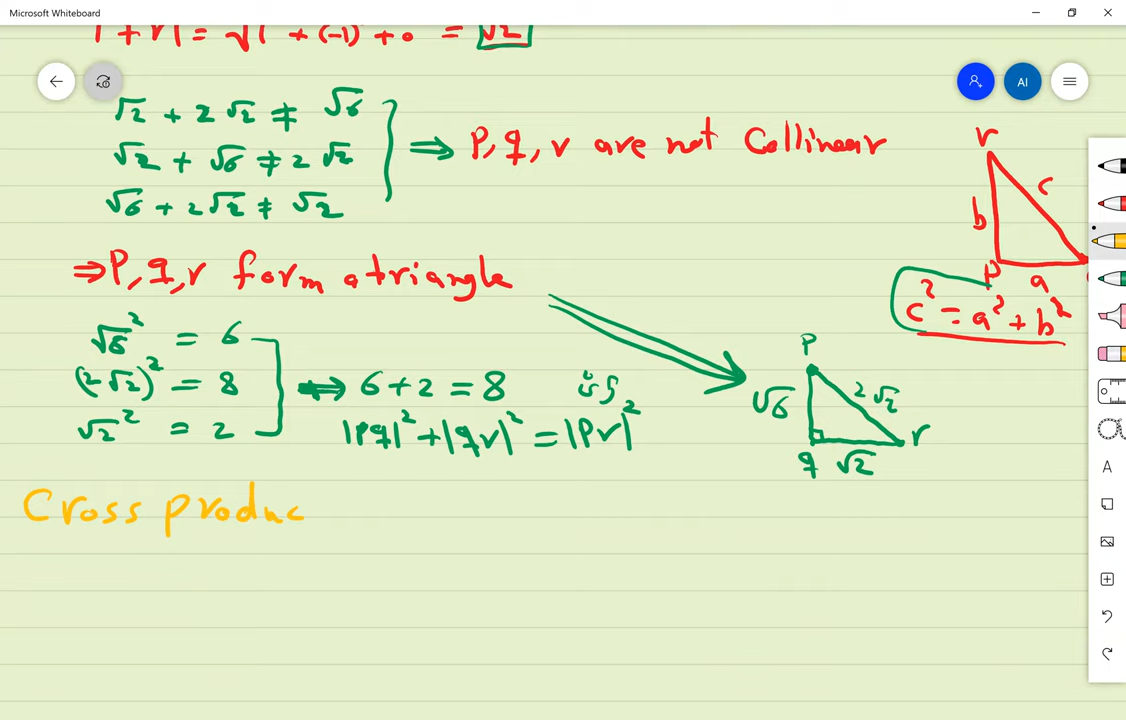 Microsoft Whiteboard
= √2
AI
√2 + 2√2 ≠ √6
√2 + √6 ≠ 2√2
√6 + 2√2 ≠ √2
⇒ P, q, r are not Collinear
r
c
b
P
a
c² = a² + b²
⇒ P, q, r form a triangle
√6² = 6
(2√2)² = 8
√2² = 2
⇒ 6 + 2 = 8
|Pq|² + |qr|² = |Pr|²
P
√6
2√2
q
√2
r
Cross produc
A